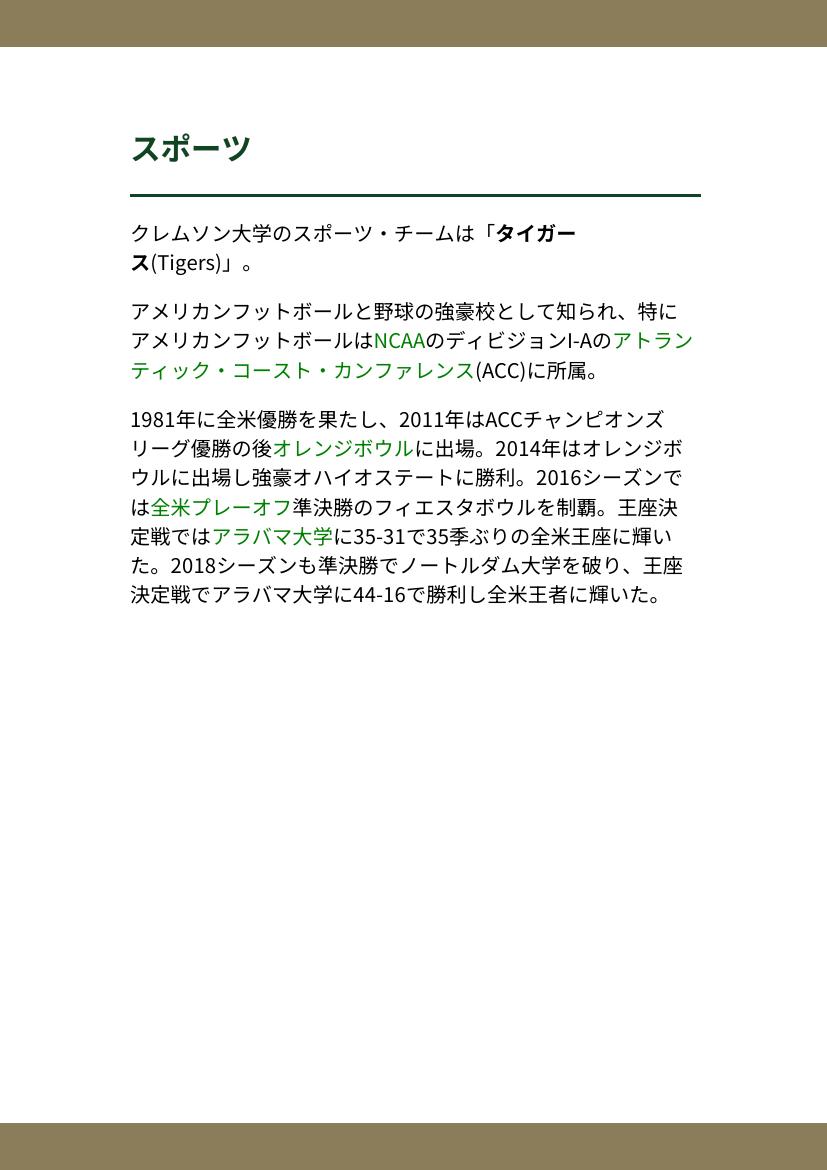 スポーツ
クレムソン大学のスポーツ・チームは「タイガー
ス(Tigers)」。
アメリカンフットボールと野球の強豪校として知られ、特に
アメリカンフットボールはNCAAのディビジョンI-Aのアトラン
ティック・コースト・カンファレンス(ACC)に所属。
1981年に全米優勝を果たし、2011年はACCチャンピオンズ
リーグ優勝の後オレンジボウルに出場。2014年はオレンジボ
ウルに出場し強豪オハイオステートに勝利。2016シーズンで
は全米プレーオフ準決勝のフィエスタボウルを制覇。王座決
定戦ではアラバマ大学に35-31で35季ぶりの全米王座に輝い
た。2018シーズンも準決勝でノートルダム大学を破り、王座
決定戦でアラバマ大学に44-16で勝利し全米王者に輝いた。